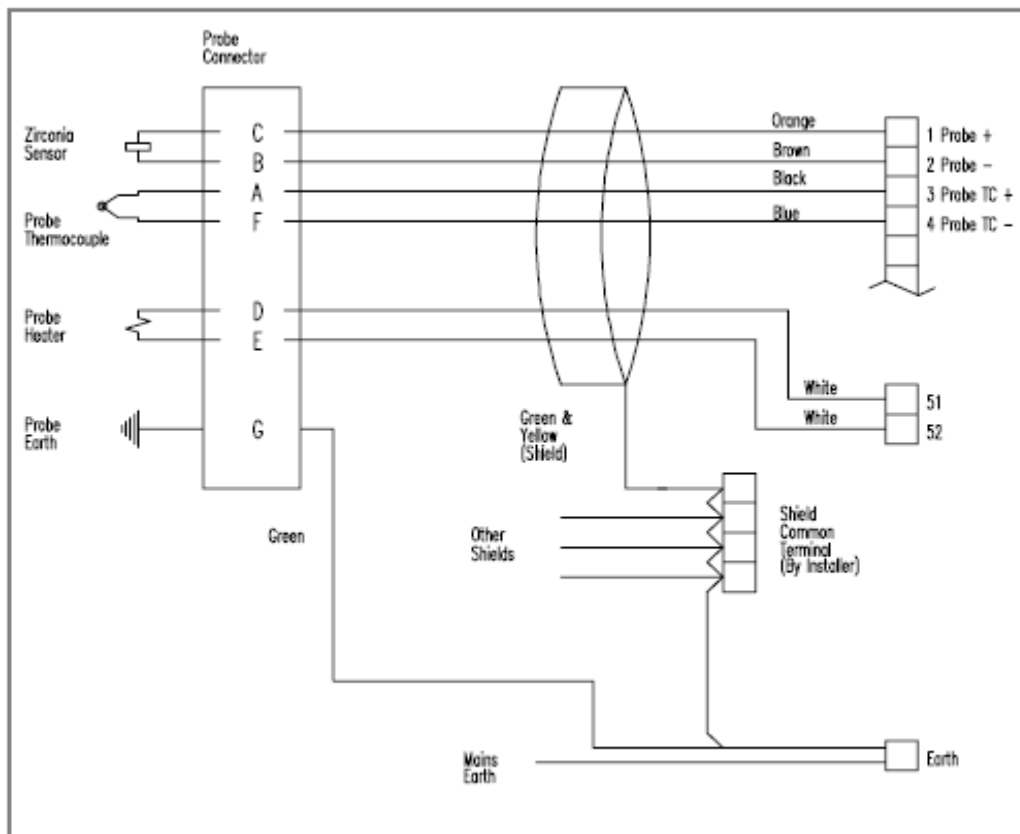 Probe
Connector
Zirconia
Sensor
C
B
Orange
Brown
1 Probe +
2 Probe -
Probe
Thermocouple
A
F
Black
Blue
3 Probe TC +
4 Probe TC -
Probe
Heater
D
E
White
White
51
52
Probe
Earth
G
Green &
Yellow
(Shield)
Green
Other
Shields
Shield
Common
Terminal
(By Installer)
Mains
Earth
Earth